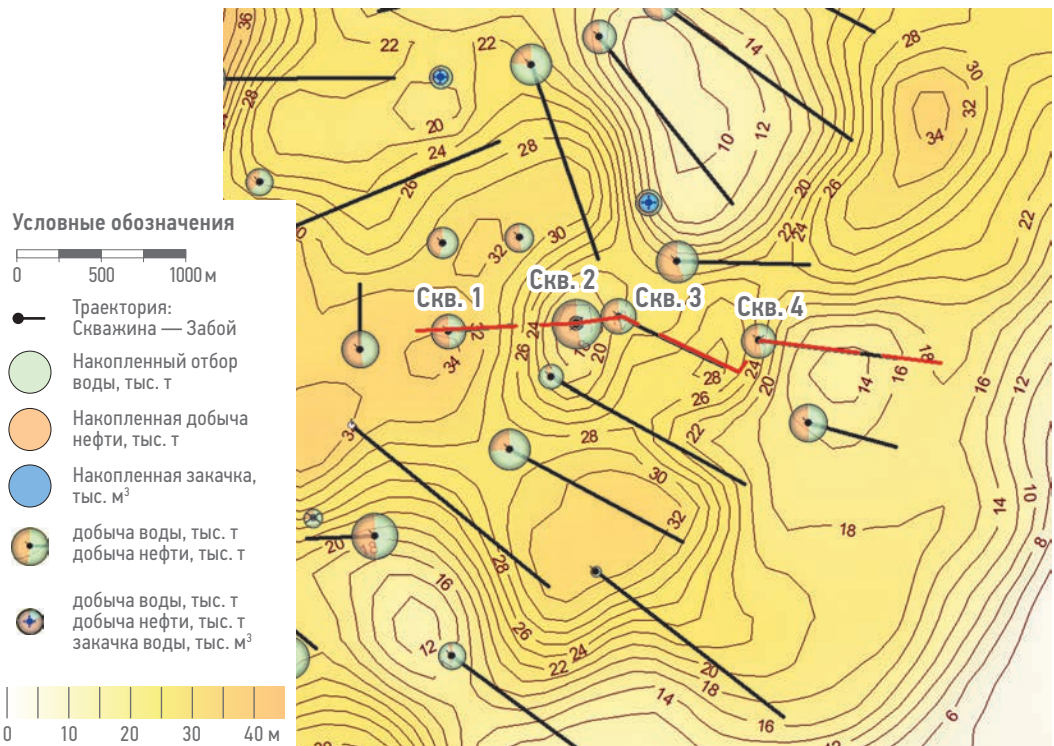 Условные обозначения
0 500 1000 м
Траектория:
Скважина — Забой
Накопленный отбор
воды, тыс. т
Накопленная добыча
нефти, тыс. т
Накопленная закачка,
тыс. м³
добыча воды, тыс. т
добыча нефти, тыс. т
добыча воды, тыс. т
добыча нефти, тыс. т
закачка воды, тыс. м³
0 10 20 30 40 м
36
22
22
14
28
30
32
34
28
20
24
26
28
10
12
20
26
22
24
22
30
32
Скв. 1
Скв. 2
Скв. 3
Скв. 4
32
34
24
26
20
28
24
20
26
22
18
14
16
16
12
28
30
32
18
10
14
8
20
18
28
16
12
26
24
22
20
18
14
16
6